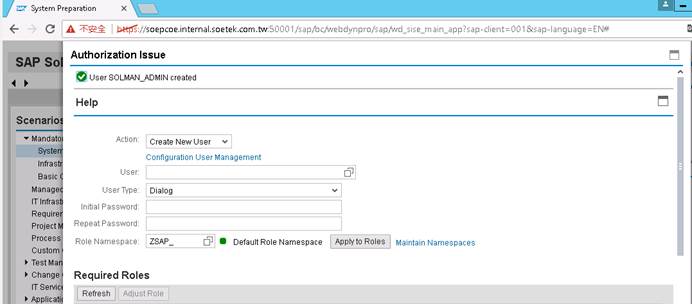 System Preparation
不安全 https://soepcoe.internal.soetek.com.tw:50001/sap/bc/webdynpro/sap/wd_sise_main_app?sap-client=001&sap-language=EN#
SAP Sol
Authorization Issue
User SOLMAN_ADMIN created
Help
Scenarios
Mandato
System
Infrastr
Basic C
Manage
IT Infrast
Requirer
Project M
Process
Custom
Test Man
Change
IT Service
Applicatio
Action: Create New User
Configuration User Management
User:
User Type: Dialog
Initial Password:
Repeat Password:
Role Namespace: ZSAP_ Default Role Namespace Apply to Roles Maintain Namespaces
Required Roles
Refresh Adjust Role